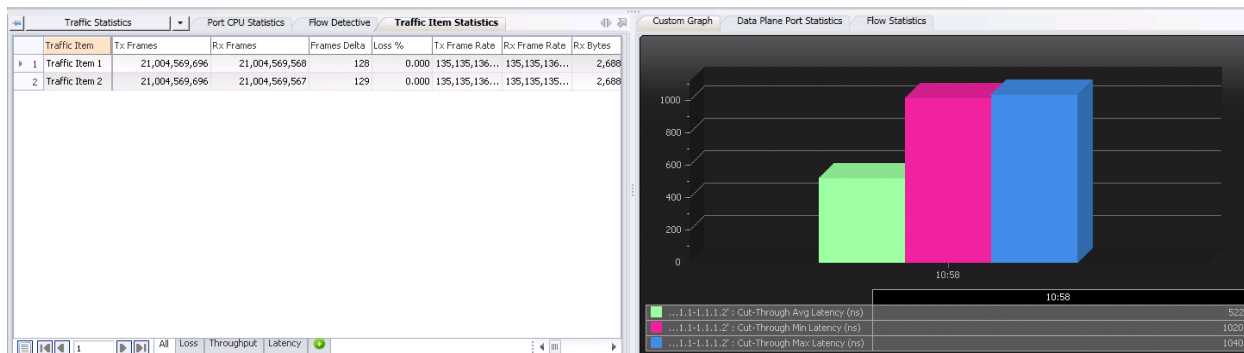 Traffic Statistics Port CPU Statistics Flow Detective Traffic Item Statistics
Traffic Item Tx Frames Rx Frames Frames Delta Loss % Tx Frame Rate Rx Frame Rate Rx Bytes
1 Traffic Item 1 21,004,569,696 21,004,569,568 128 0.000 135,135,136... 135,135,136... 2,688
2 Traffic Item 2 21,004,569,696 21,004,569,567 129 0.000 135,135,136... 135,135,135... 2,688
1 All Loss Throughput Latency
Custom Graph Data Plane Port Statistics Flow Statistics
1000
800
600
400
200
0
10:58
10:58
...1.1-1.1.1.2' : Cut-Through Avg Latency (ns) 522
...1.1-1.1.1.2' : Cut-Through Min Latency (ns) 1020
...1.1-1.1.1.2' : Cut-Through Max Latency (ns) 1040